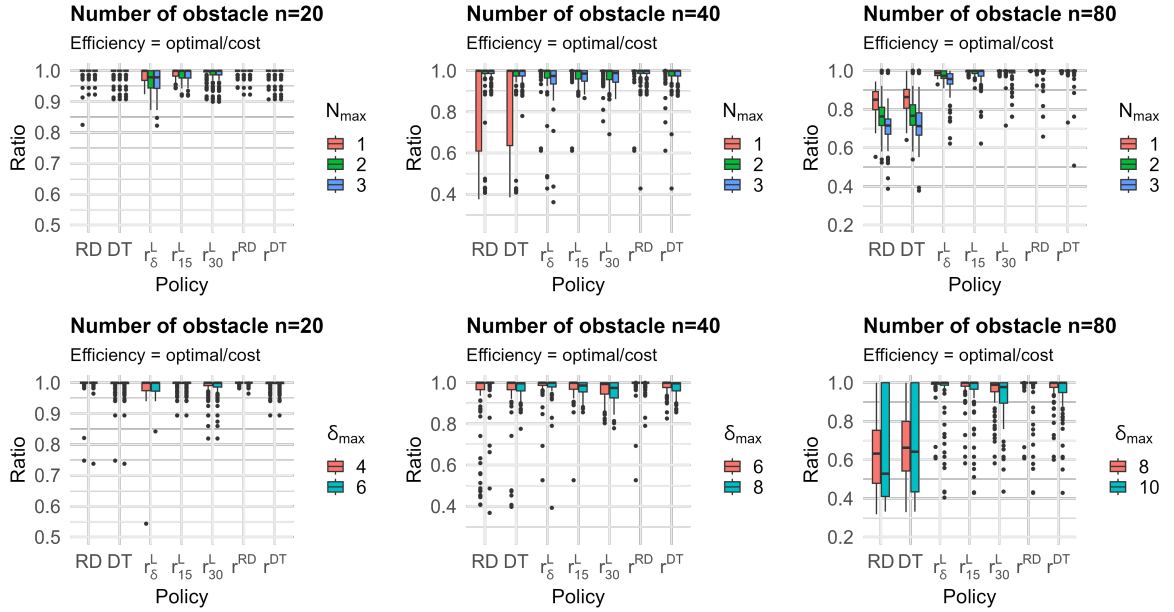 Number of obstacle n=20
Efficiency = optimal/cost
Ratio
1.0
0.9
0.8
0.7
0.6
0.5
RD DT r^L_δ r^L_15 r^L_30 r^RD r^DT
Policy
N_max
1
2
3
Number of obstacle n=40
Efficiency = optimal/cost
Ratio
1.0
0.8
0.6
0.4
RD DT r^L_δ r^L_15 r^L_30 r^RD r^DT
Policy
N_max
1
2
3
Number of obstacle n=80
Efficiency = optimal/cost
Ratio
1.0
0.8
0.6
0.4
0.2
RD DT r^L_δ r^L_15 r^L_30 r^RD r^DT
Policy
N_max
1
2
3
Number of obstacle n=20
Efficiency = optimal/cost
Ratio
1.0
0.9
0.8
0.7
0.6
0.5
RD DT r^L_δ r^L_15 r^L_30 r^RD r^DT
Policy
δ_max
4
6
Number of obstacle n=40
Efficiency = optimal/cost
Ratio
1.0
0.8
0.6
0.4
RD DT r^L_δ r^L_15 r^L_30 r^RD r^DT
Policy
δ_max
6
8
Number of obstacle n=80
Efficiency = optimal/cost
Ratio
1.0
0.8
0.6
0.4
0.2
RD DT r^L_δ r^L_15 r^L_30 r^RD r^DT
Policy
δ_max
8
10